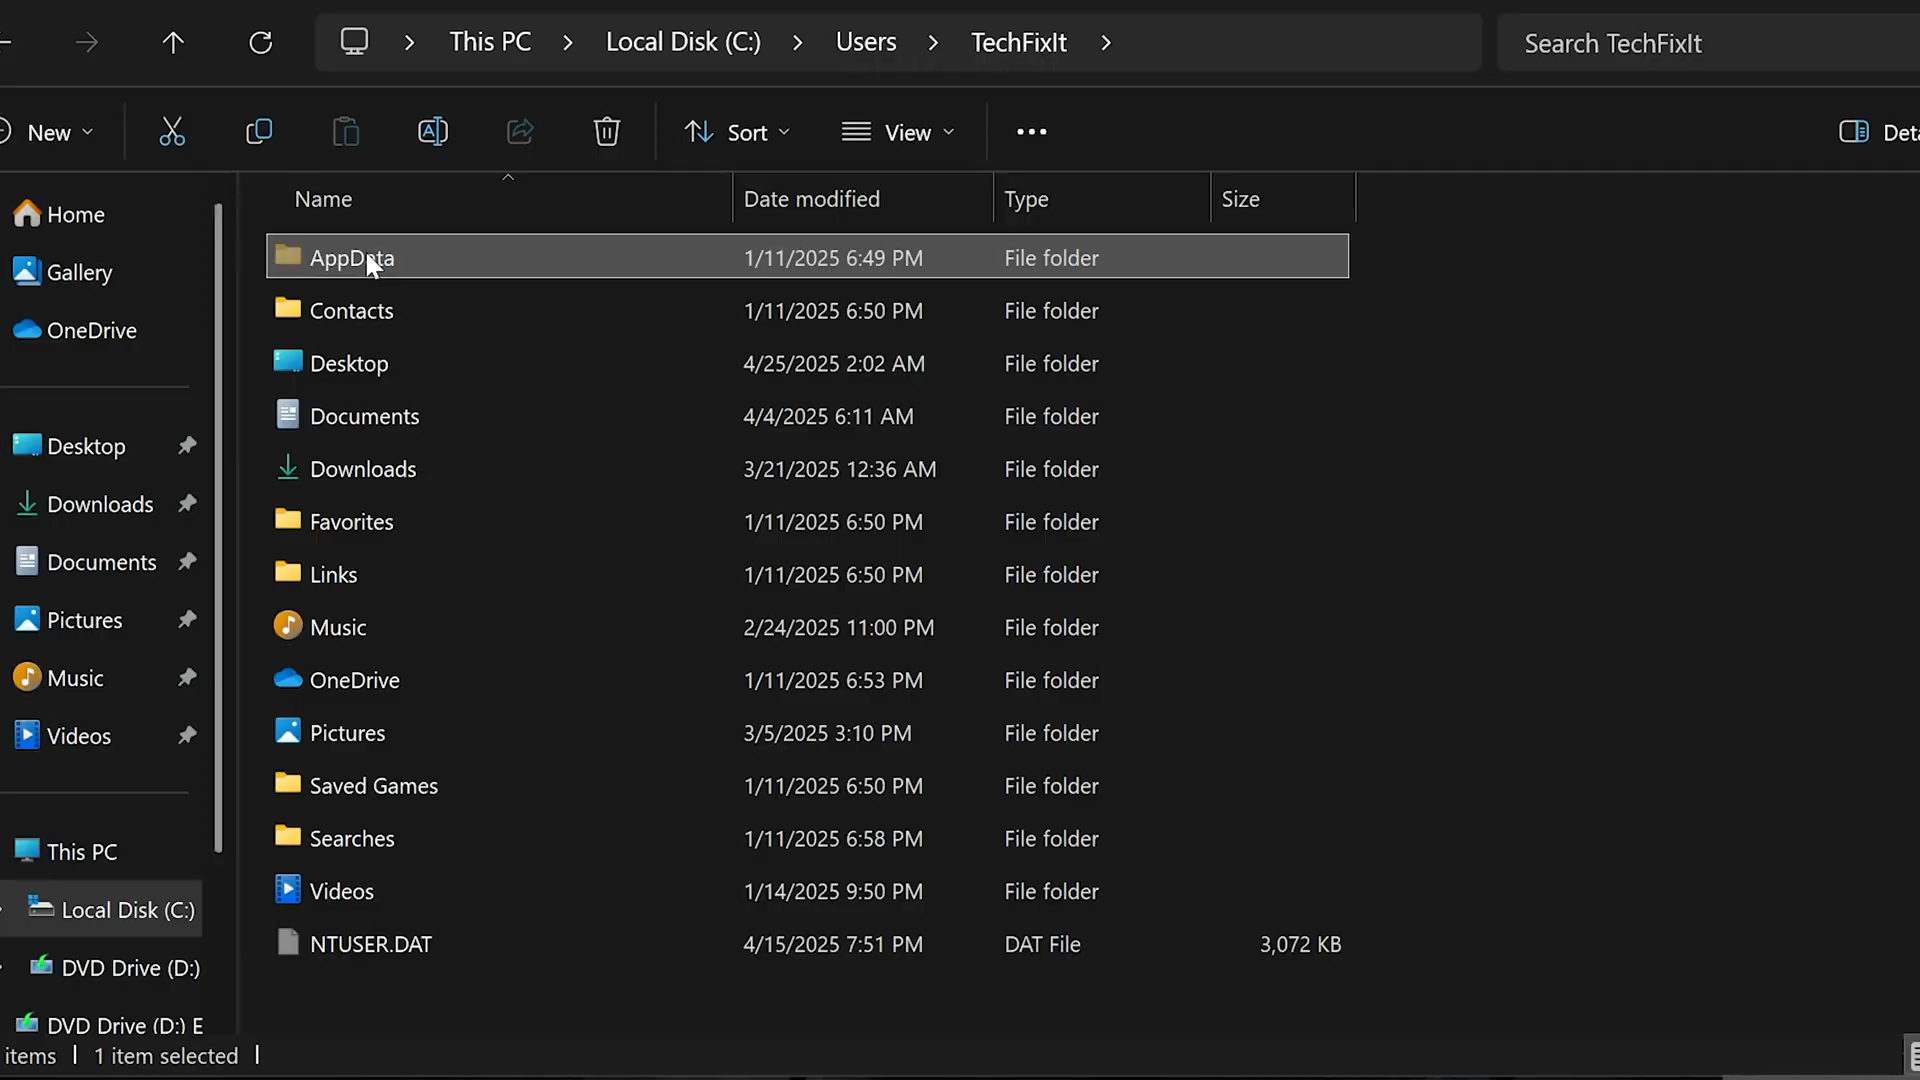 This PC > Local Disk (C:) > Users > TechFixIt >
Search TechFixIt
New
Sort
View
Deta
Name Date modified Type Size
Home
Gallery
OneDrive
Desktop
Downloads
Documents
Pictures
Music
Videos
This PC
Local Disk (C:)
DVD Drive (D:)
DVD Drive (D:) E
AppData 1/11/2025 6:49 PM File folder
Contacts 1/11/2025 6:50 PM File folder
Desktop 4/25/2025 2:02 AM File folder
Documents 4/4/2025 6:11 AM File folder
Downloads 3/21/2025 12:36 AM File folder
Favorites 1/11/2025 6:50 PM File folder
Links 1/11/2025 6:50 PM File folder
Music 2/24/2025 11:00 PM File folder
OneDrive 1/11/2025 6:53 PM File folder
Pictures 3/5/2025 3:10 PM File folder
Saved Games 1/11/2025 6:50 PM File folder
Searches 1/11/2025 6:58 PM File folder
Videos 1/14/2025 9:50 PM File folder
NTUSER.DAT 4/15/2025 7:51 PM DAT File 3,072 KB
items | 1 item selected |